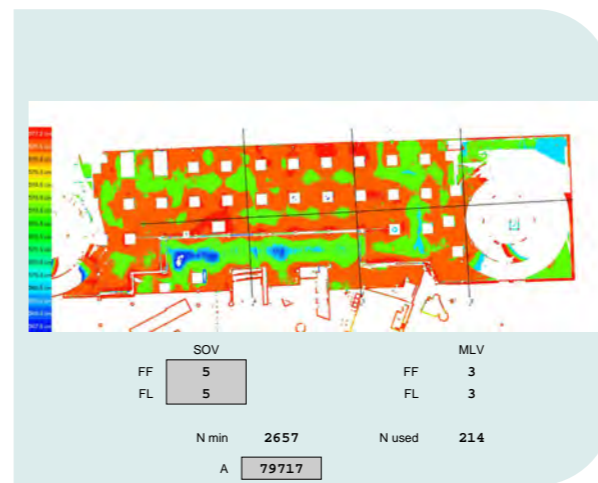 SOV MLV
FF 5 FF 3
FL 5 FL 3
N min 2657 N used 214
A 79717